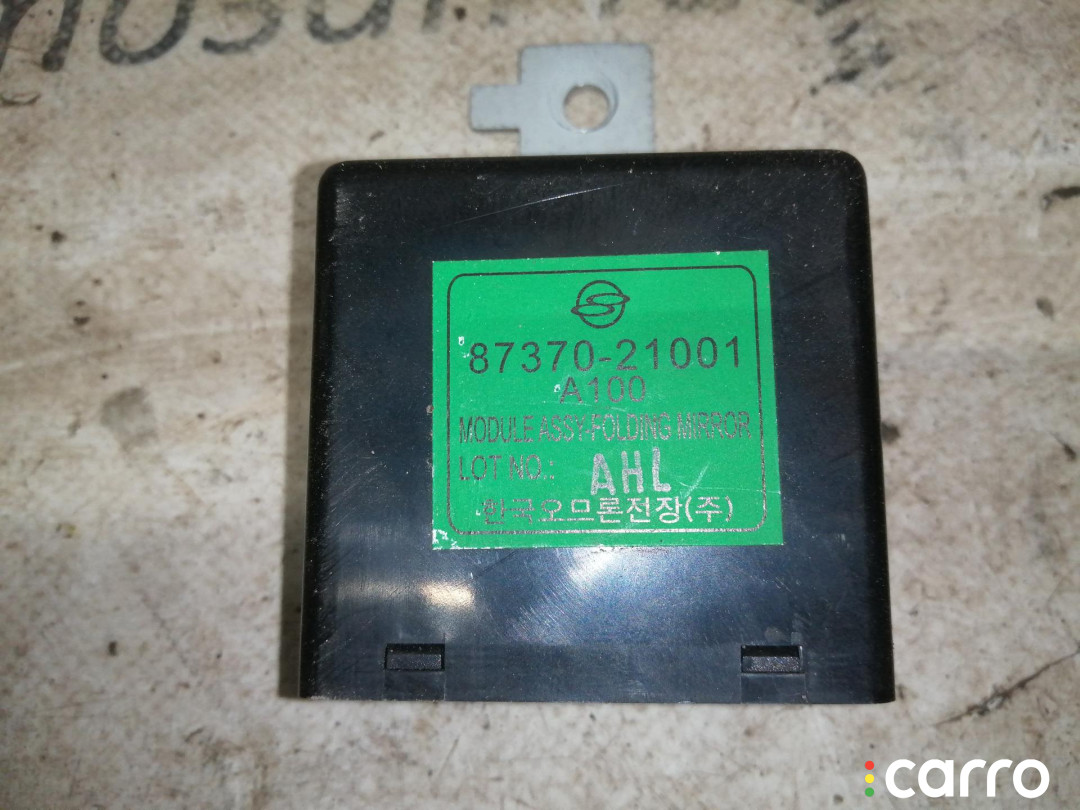 87370-21001
A100
MODULE ASSY-FOLDING MIRROR
LOT NO.: AHL
한국오므론전장(주)
carro